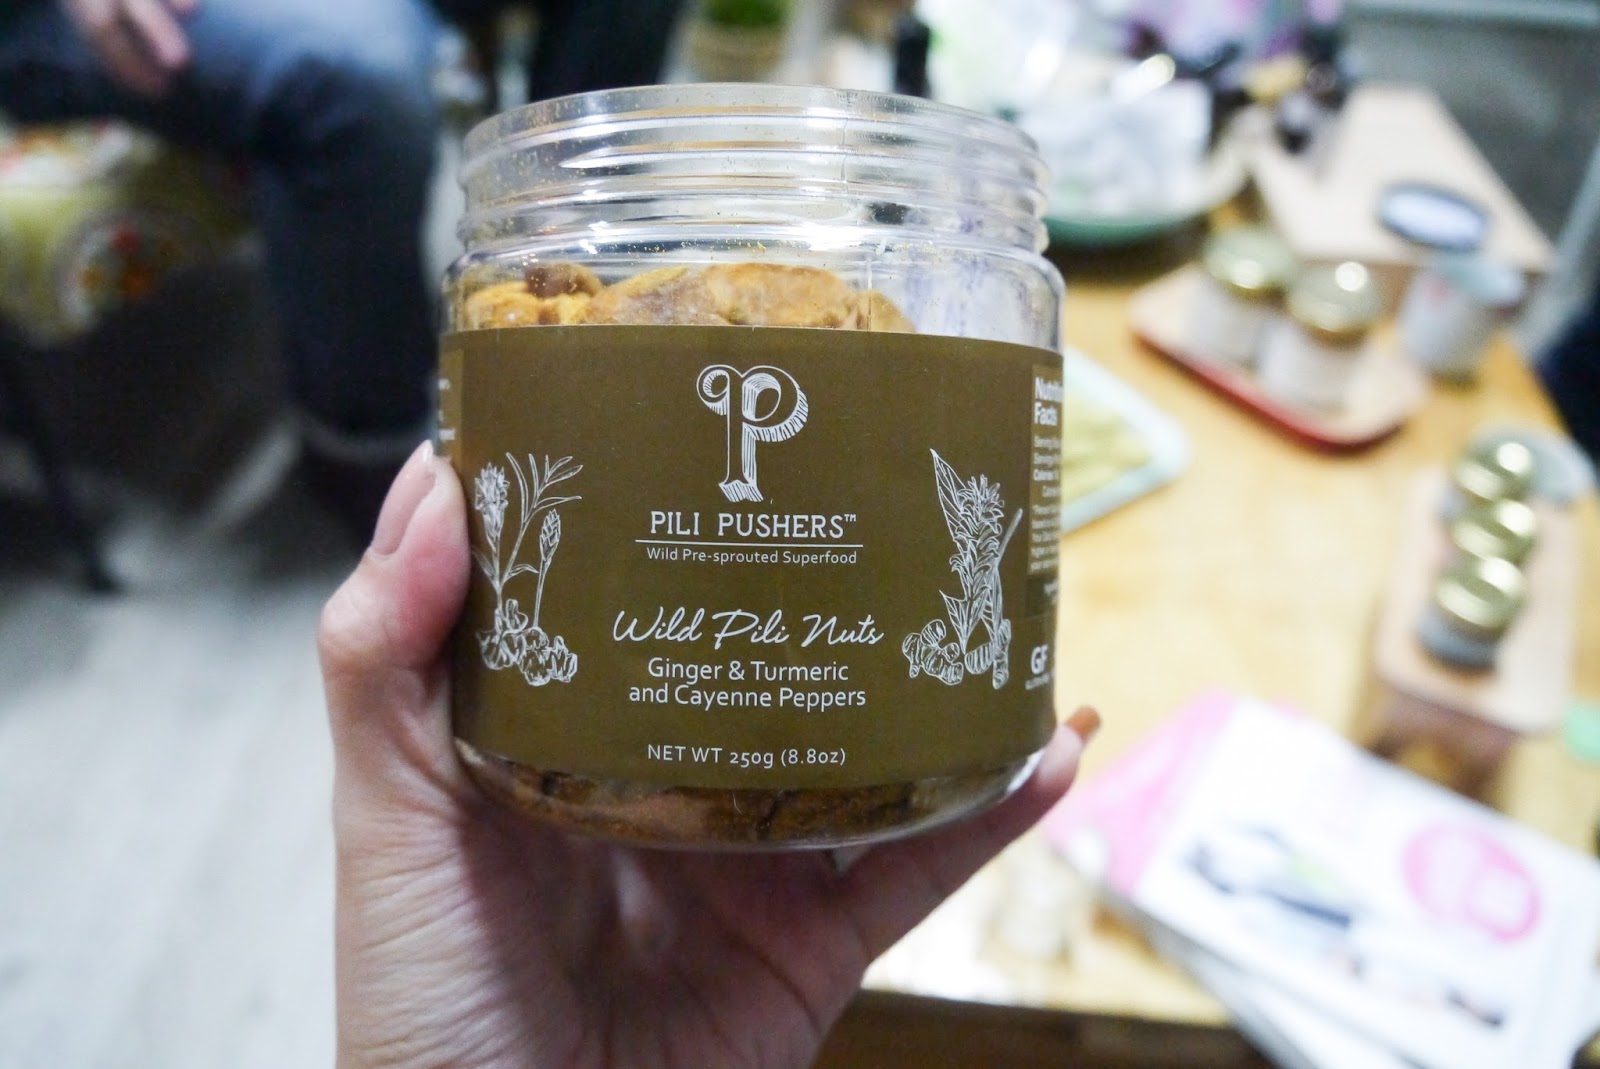 P
PILI PUSHERS™
Wild Pre-sprouted Superfood
Wild Pili Nuts
Ginger & Turmeric
and Cayenne Peppers
NET WT 250g (8.8oz)
Facts
GF